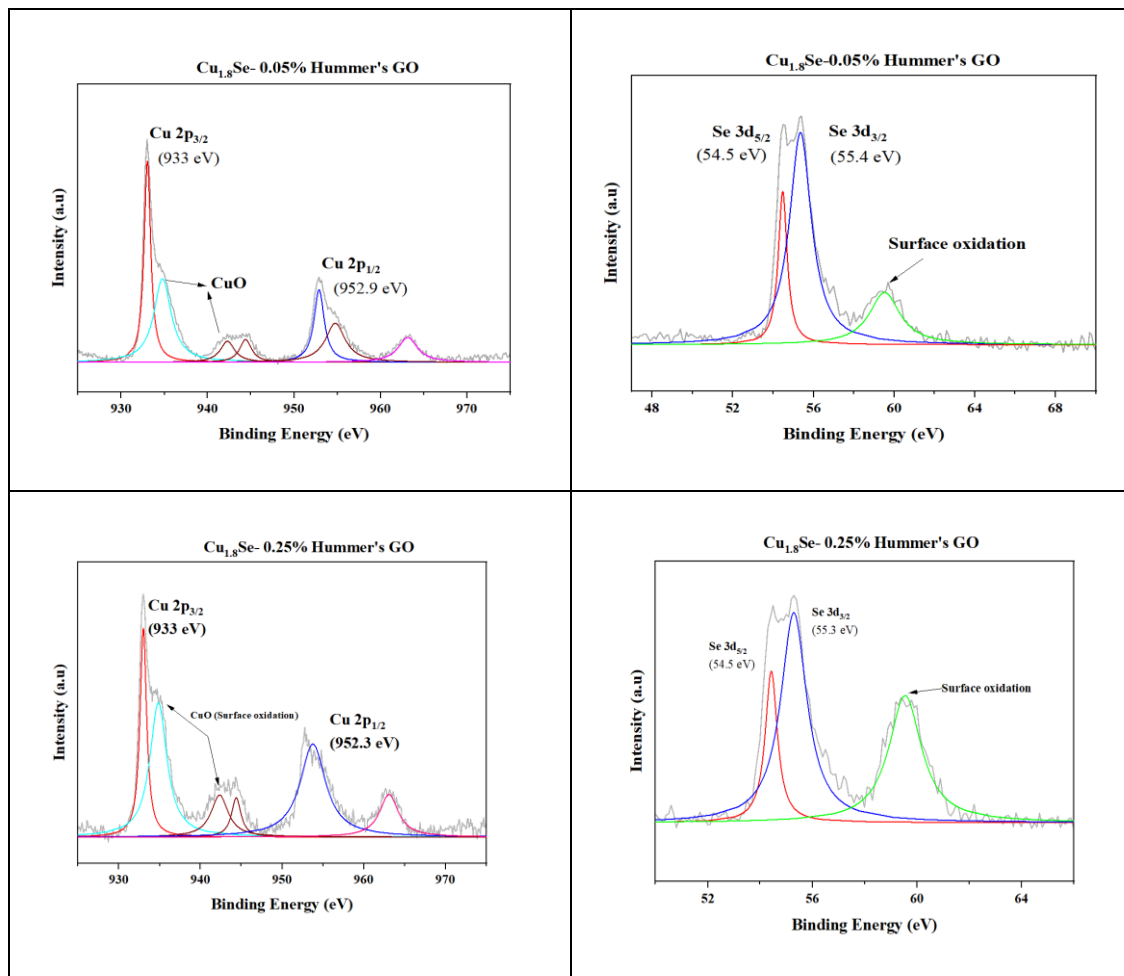 Cu1.8Se- 0.05% Hummer's GO
Cu 2p3/2
(933 eV)
CuO
Cu 2p1/2
(952.9 eV)
Intensity (a.u)
930 940 950 960 970
Binding Energy (eV)
Cu1.8Se-0.05% Hummer's GO
Se 3d5/2
(54.5 eV)
Se 3d3/2
(55.4 eV)
Surface oxidation
Intensity (a.u)
48 52 56 60 64 68
Binding Energy (eV)
Cu1.8Se- 0.25% Hummer's GO
Cu 2p3/2
(933 eV)
CuO (Surface oxidation)
Cu 2p1/2
(952.3 eV)
Intensity (a.u)
930 940 950 960 970
Binding Energy (eV)
Cu1.8Se- 0.25% Hummer's GO
Se 3d3/2
(55.3 eV)
Se 3d5/2
(54.5 eV)
Surface oxidation
Intensity (a.u)
52 56 60 64
Binding Energy (eV)